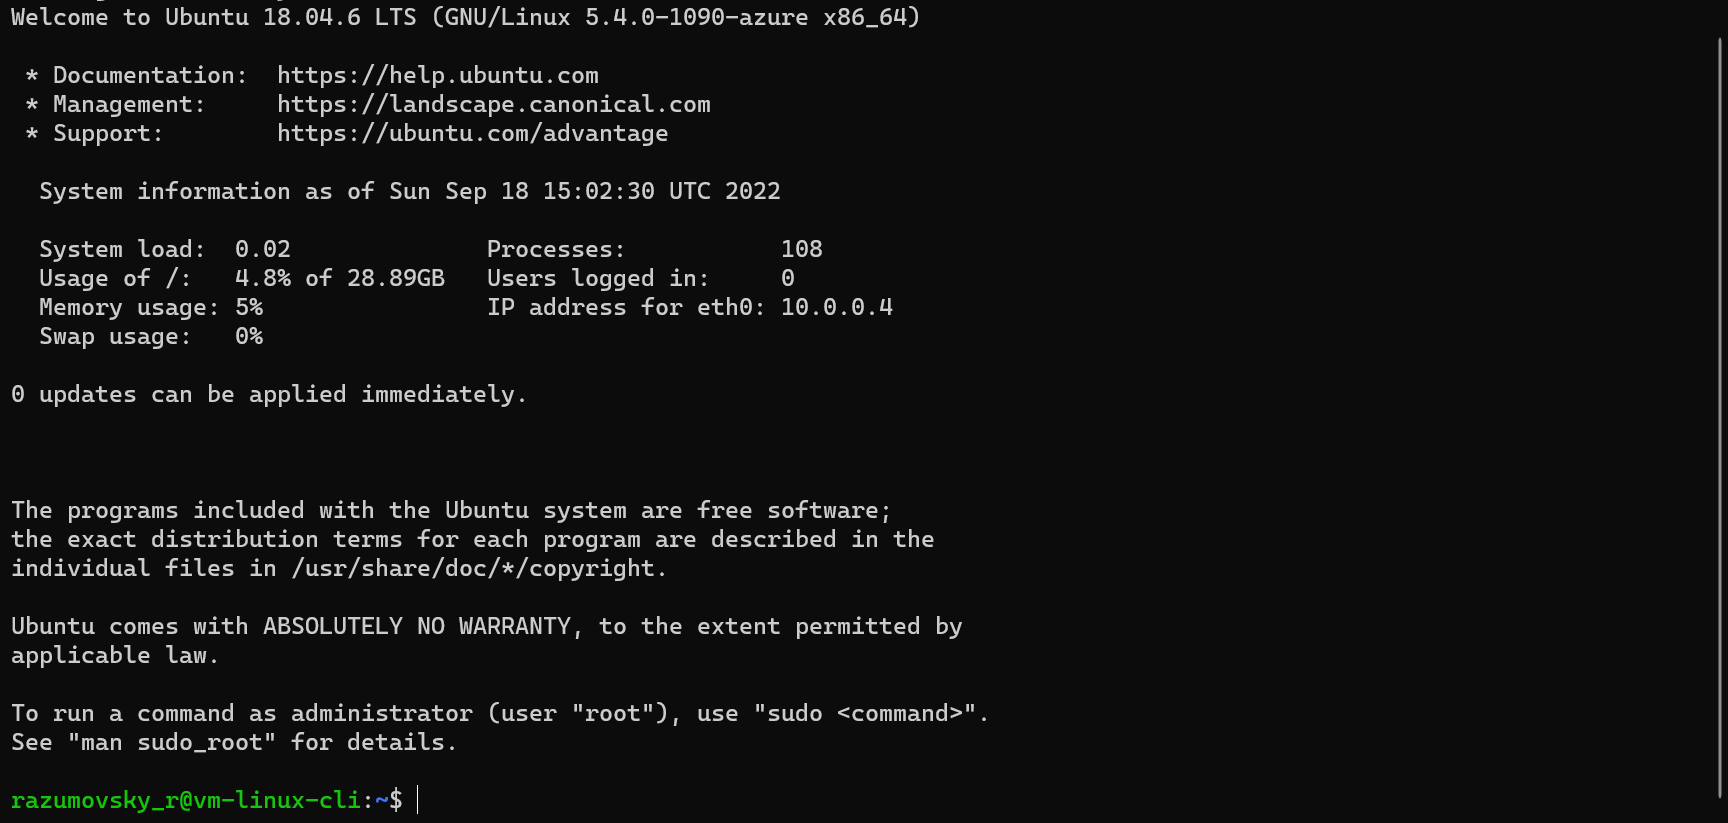 Welcome to Ubuntu 18.04.6 LTS (GNU/Linux 5.4.0-1090-azure x86_64)
* Documentation:  https://help.ubuntu.com
* Management:     https://landscape.canonical.com
* Support:        https://ubuntu.com/advantage
System information as of Sun Sep 18 15:02:30 UTC 2022
System load:  0.02              Processes:           108
Usage of /:   4.8% of 28.89GB   Users logged in:     0
Memory usage: 5%                IP address for eth0: 10.0.0.4
Swap usage:   0%
0 updates can be applied immediately.
The programs included with the Ubuntu system are free software;
the exact distribution terms for each program are described in the
individual files in /usr/share/doc/*/copyright.
Ubuntu comes with ABSOLUTELY NO WARRANTY, to the extent permitted by
applicable law.
To run a command as administrator (user "root"), use "sudo <command>".
See "man sudo_root" for details.
razumovsky_r@vm-linux-cli:~$